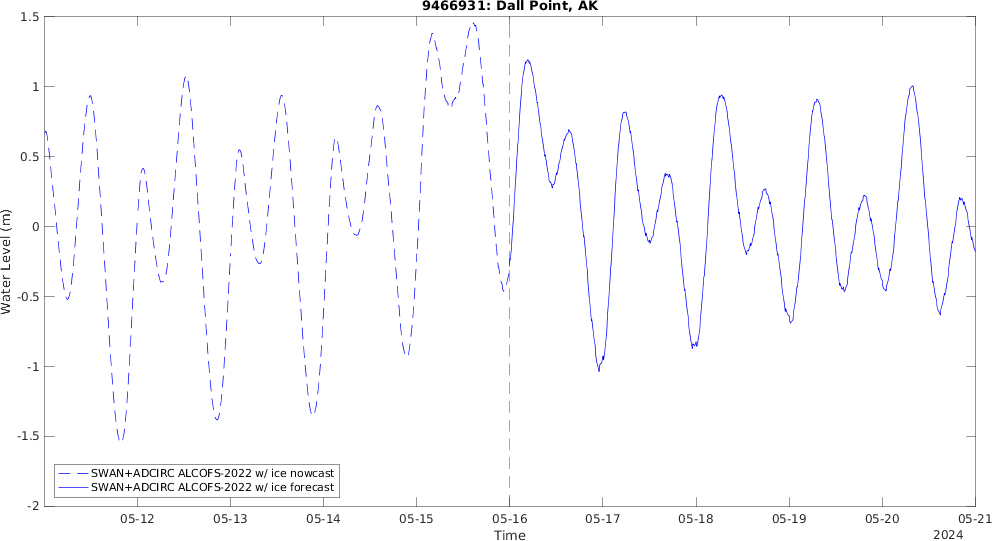 9466931: Dall Point, AK
1.5
1
0.5
0
-0.5
-1
-1.5
-2
Water Level (m)
SWAN+ADCIRC ALCOFS-2022 w/ ice nowcast
SWAN+ADCIRC ALCOFS-2022 w/ ice forecast
05-12 05-13 05-14 05-15 05-16 05-17 05-18 05-19 05-20 05-21
Time
2024